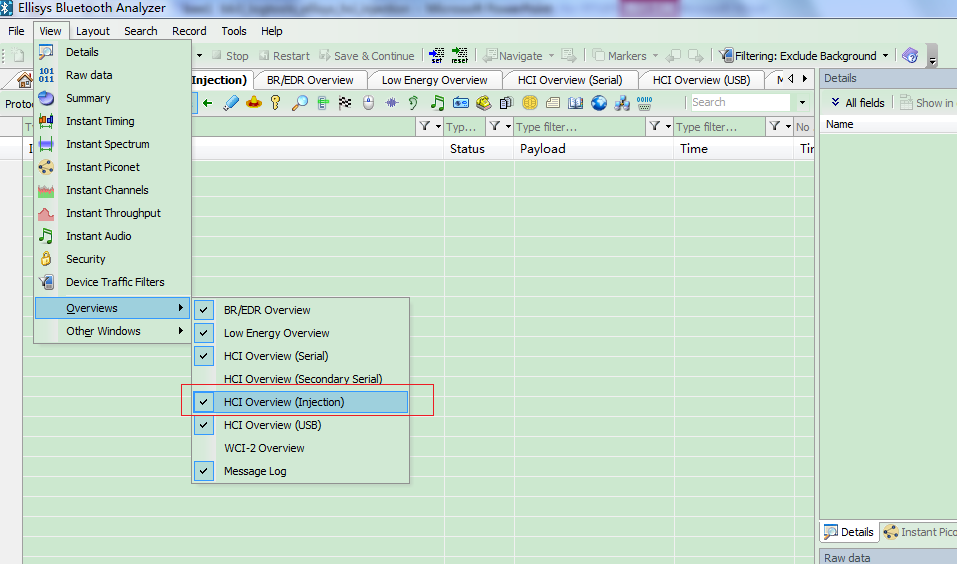 Ellisys Bluetooth Analyzer
File View Layout Search Record Tools Help
Stop Restart Save & Continue Navigate Markers Filtering: Exclude Background
Injection) BR/EDR Overview Low Energy Overview HCI Overview (Serial) HCI Overview (USB)
Details
Raw data
Summary
Instant Timing
Instant Spectrum
Instant Piconet
Instant Channels
Instant Throughput
Instant Audio
Security
Device Traffic Filters
Overviews
Other Windows
BR/EDR Overview
Low Energy Overview
HCI Overview (Serial)
HCI Overview (Secondary Serial)
HCI Overview (Injection)
HCI Overview (USB)
WCI-2 Overview
Message Log
Search
Typ... Type filter... Type filter... No
Status Payload Time
Details
All fields Show in
Name
Details Instant Pico
Raw data